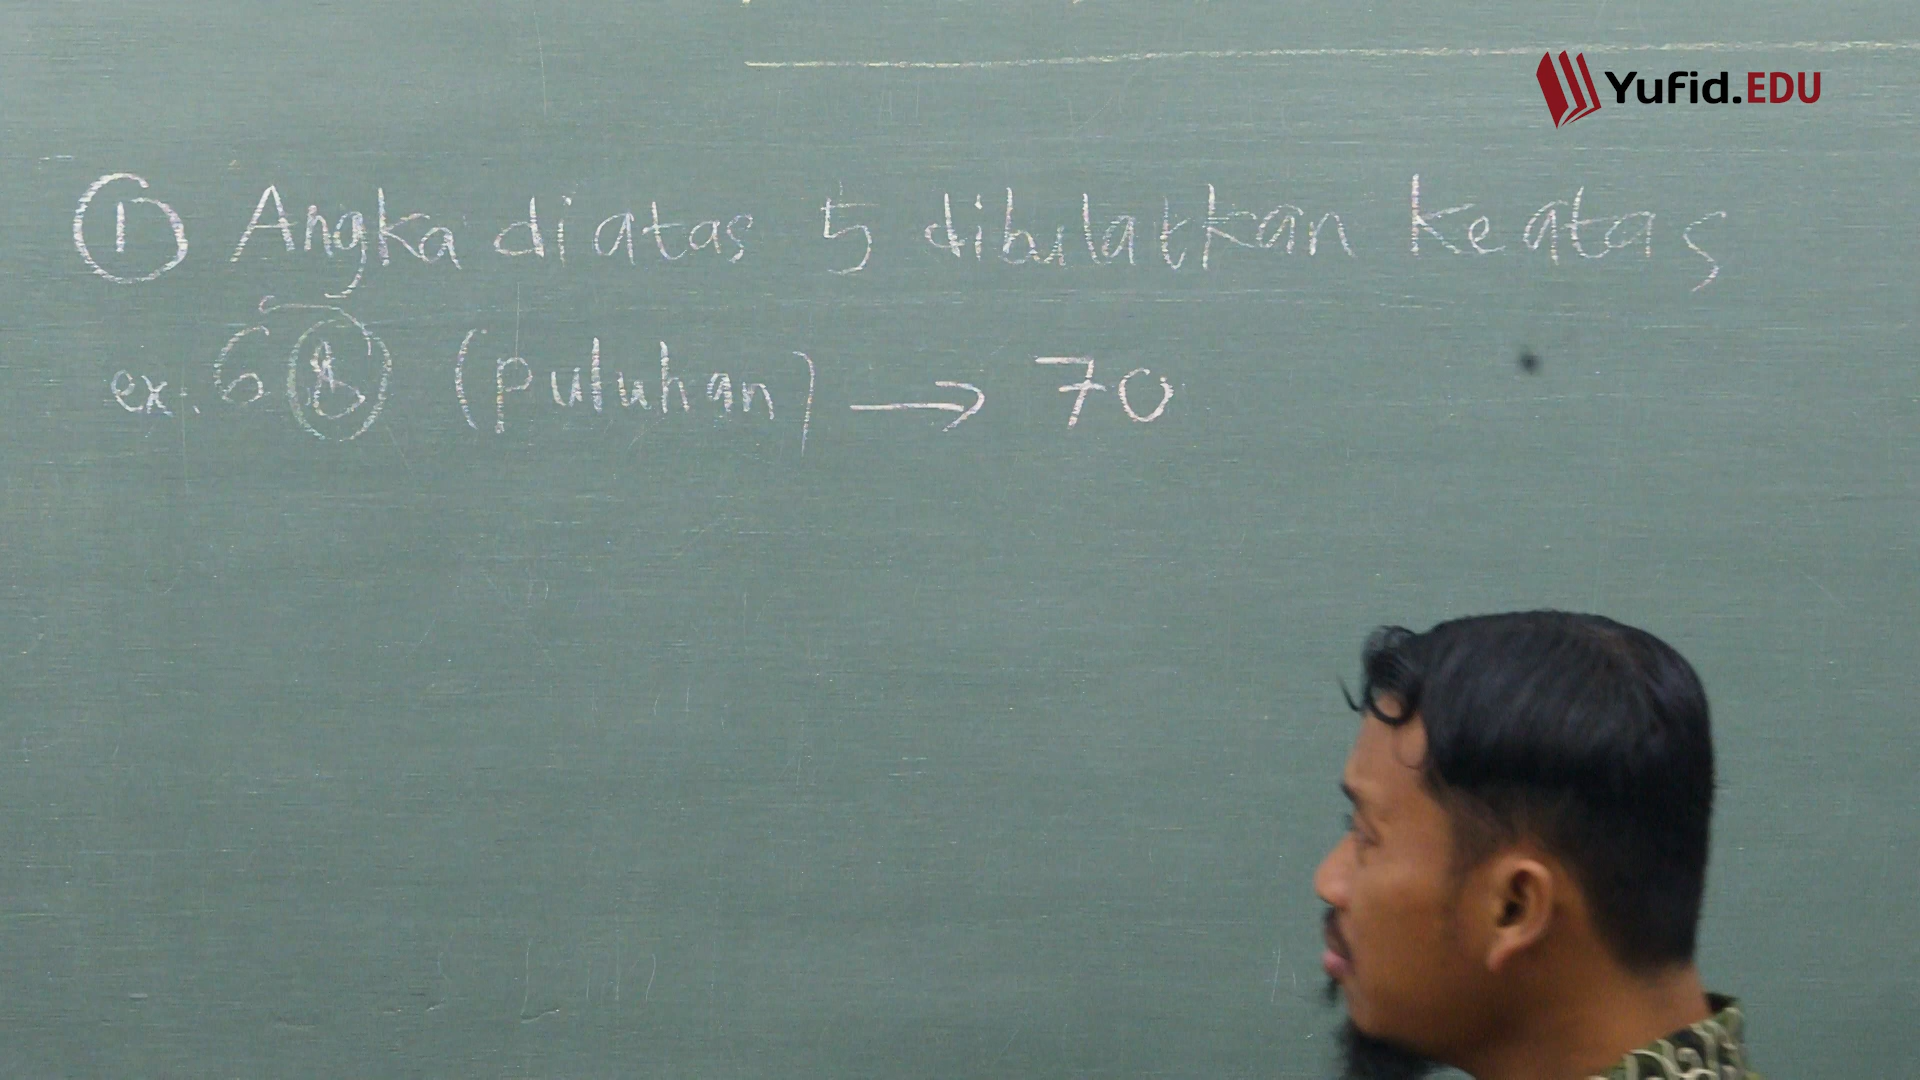 Yufid.EDU
① Angka diatas 5 dibulatkan keatas
ex. 68 (puluhan) → 70